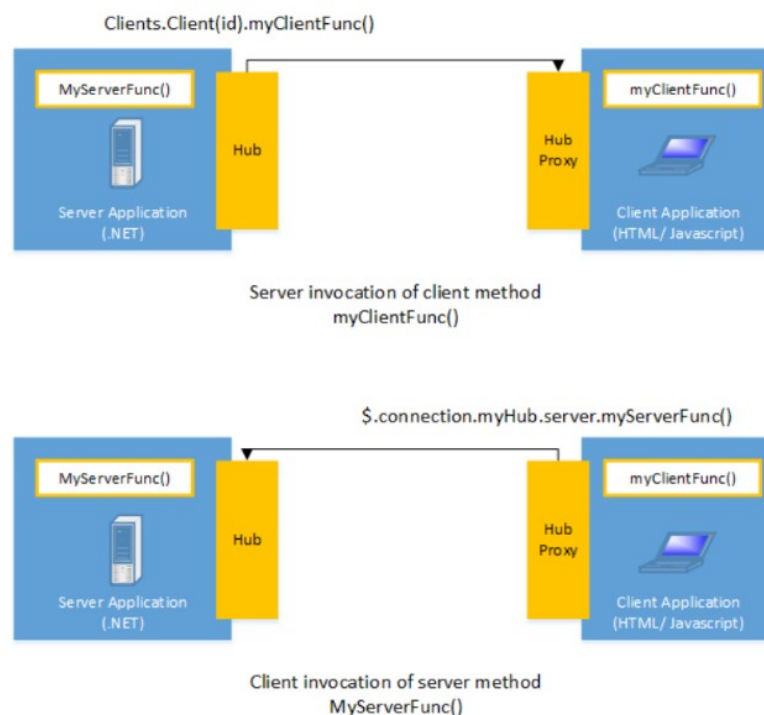 Clients.Client(id).myClientFunc()
MyServerFunc()
myClientFunc()
Hub
Hub
Proxy
Server Application
(.NET)
Client Application
(HTML/ Javascript)
Server invocation of client method
myClientFunc()
$.connection.myHub.server.myServerFunc()
MyServerFunc()
myClientFunc()
Hub
Hub
Proxy
Server Application
(.NET)
Client Application
(HTML/ Javascript)
Client invocation of server method
MyServerFunc()